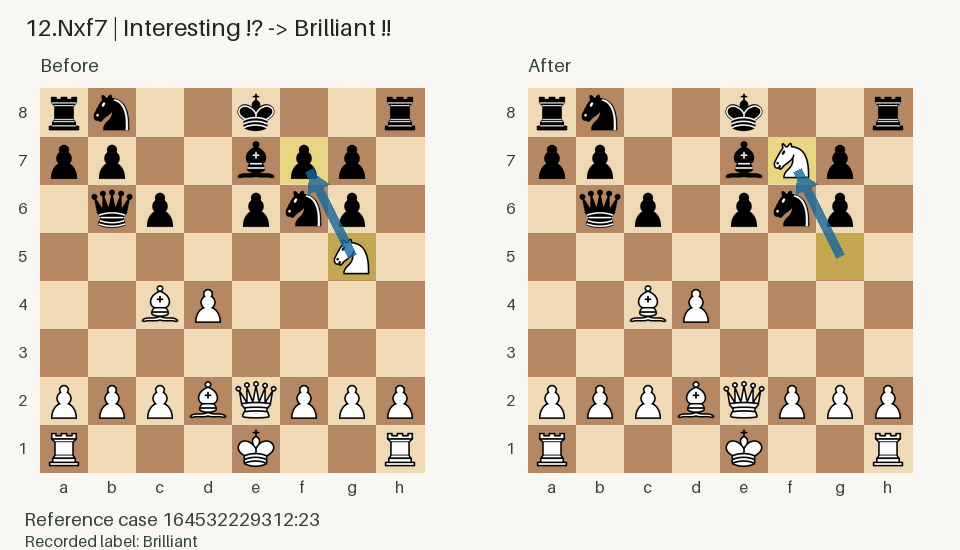 12.Nxf7 | Interesting !? -> Brilliant !!
Before
After
8
8
7
7
6
6
5
5
4
4
3
3
2
2
1
1
a b c d e f g h
a b c d e f g h
Reference case 164532229312:23
Recorded label: Brilliant